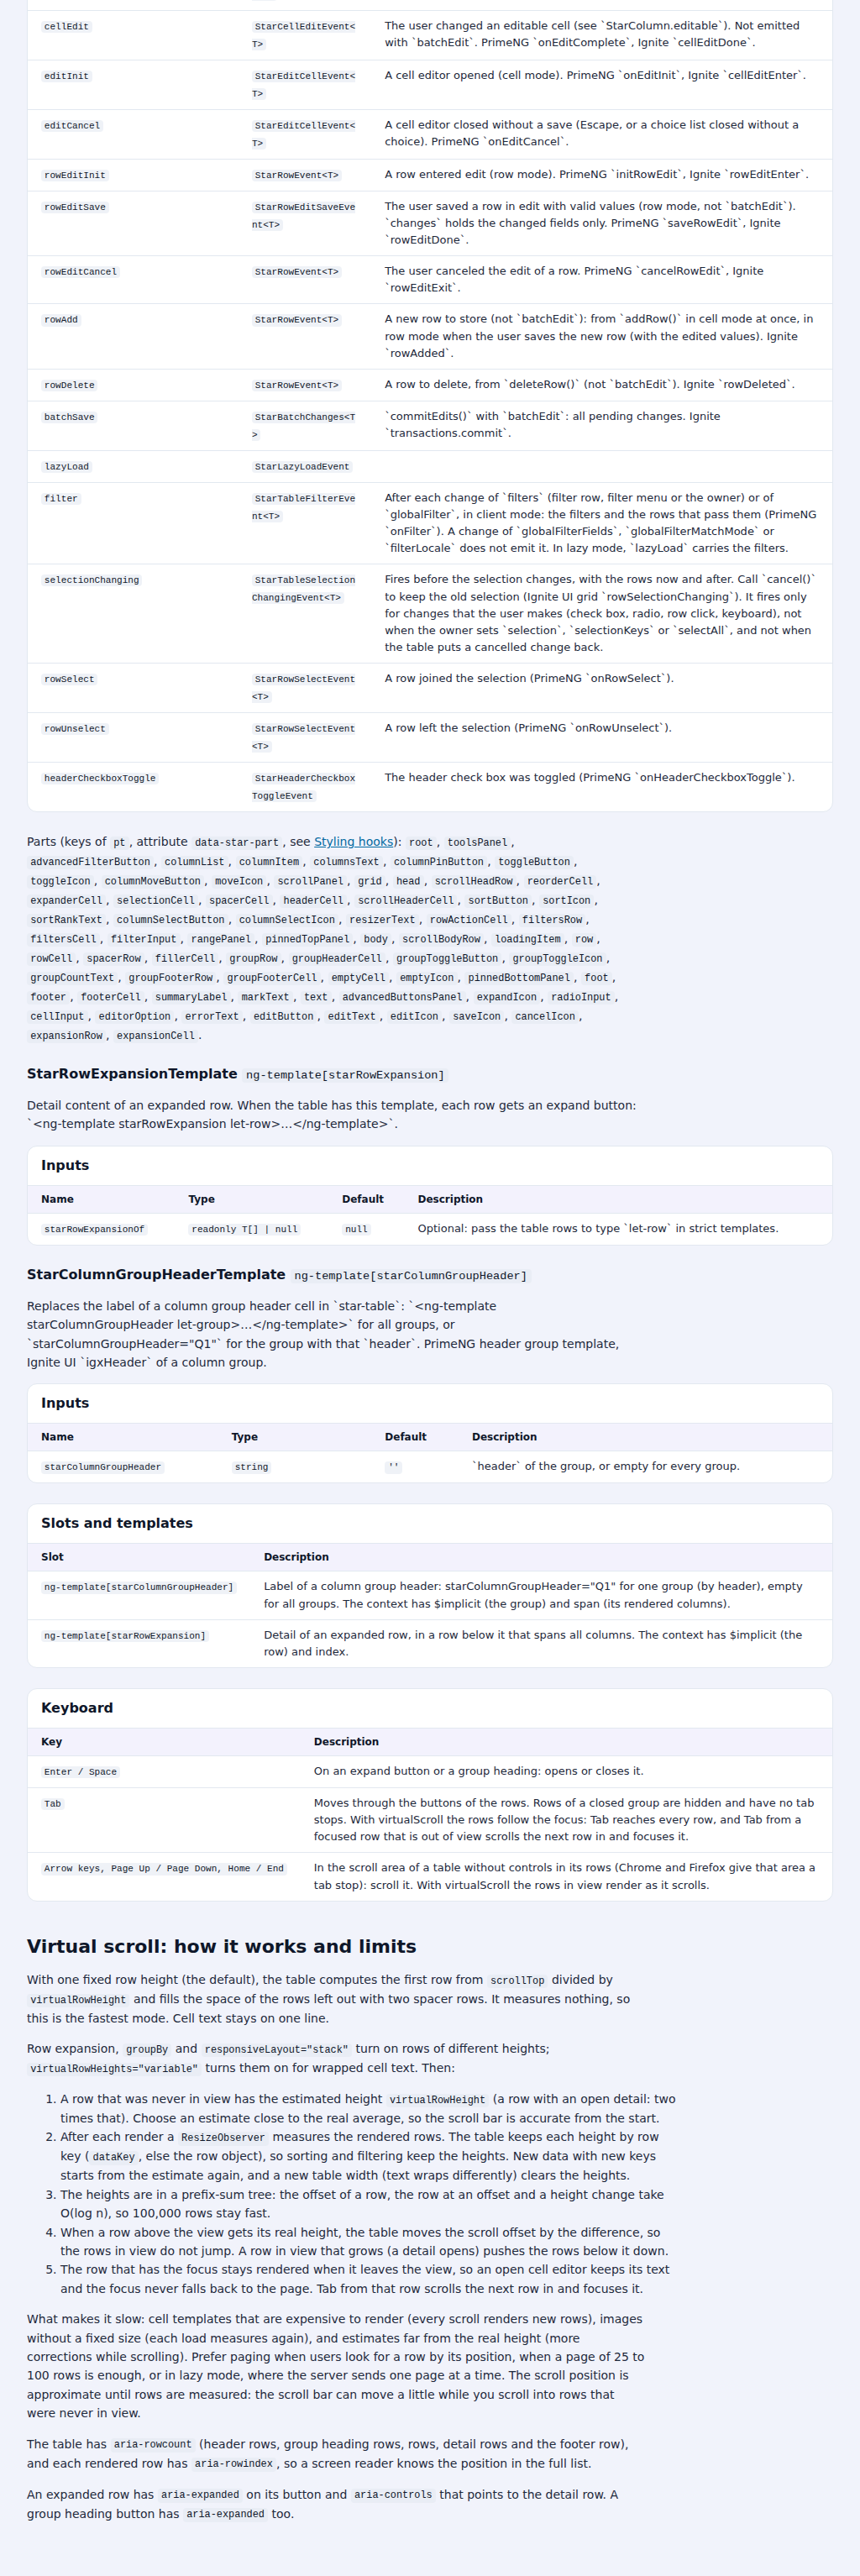 cellEdit StarCellEditEvent< The user changed an editable cell (see `StarColumn.editable`). Not emitted
T> with `batchEdit`. PrimeNG `onEditComplete`, Ignite `cellEditDone`.
editInit StarEditCellEvent< A cell editor opened (cell mode). PrimeNG `onEditInit`, Ignite `cellEditEnter`.
T>
editCancel StarEditCellEvent< A cell editor closed without a save (Escape, or a choice list closed without a
T> choice). PrimeNG `onEditCancel`.
rowEditInit StarRowEvent<T> A row entered edit (row mode). PrimeNG `initRowEdit`, Ignite `rowEditEnter`.
rowEditSave StarRowEditSaveEve The user saved a row in edit with valid values (row mode, not `batchEdit`).
nt<T> `changes` holds the changed fields only. PrimeNG `saveRowEdit`, Ignite
`rowEditDone`.
rowEditCancel StarRowEvent<T> The user canceled the edit of a row. PrimeNG `cancelRowEdit`, Ignite
`rowEditExit`.
rowAdd StarRowEvent<T> A new row to store (not `batchEdit`): from `addRow()` in cell mode at once, in
row mode when the user saves the new row (with the edited values). Ignite
`rowAdded`.
rowDelete StarRowEvent<T> A row to delete, from `deleteRow()` (not `batchEdit`). Ignite `rowDeleted`.
batchSave StarBatchChanges<T `commitEdits()` with `batchEdit`: all pending changes. Ignite
> `transactions.commit`.
lazyLoad StarLazyLoadEvent
filter StarTableFilterEve After each change of `filters` (filter row, filter menu or the owner) or of
nt<T> `globalFilter`, in client mode: the filters and the rows that pass them (PrimeNG
`onFilter`). A change of `globalFilterFields`, `globalFilterMatchMode` or
`filterLocale` does not emit it. In lazy mode, `lazyLoad` carries the filters.
selectionChanging StarTableSelection Fires before the selection changes, with the rows now and after. Call `cancel()`
ChangingEvent<T> to keep the old selection (Ignite UI grid `rowSelectionChanging`). It fires only
for changes that the user makes (check box, radio, row click, keyboard), not
when the owner sets `selection`, `selectionKeys` or `selectAll`, and not when
the table puts a cancelled change back.
rowSelect StarRowSelectEvent A row joined the selection (PrimeNG `onRowSelect`).
<T>
rowUnselect StarRowSelectEvent A row left the selection (PrimeNG `onRowUnselect`).
<T>
headerCheckboxToggle StarHeaderCheckbox The header check box was toggled (PrimeNG `onHeaderCheckboxToggle`).
ToggleEvent
Parts (keys of pt, attribute data-star-part, see Styling hooks): root, toolsPanel,
advancedFilterButton, columnList, columnItem, columnsText, columnPinButton, toggleButton,
toggleIcon, columnMoveButton, moveIcon, scrollPanel, grid, head, scrollHeadRow, reorderCell,
expanderCell, selectionCell, spacerCell, headerCell, scrollHeaderCell, sortButton, sortIcon,
sortRankText, columnSelectButton, columnSelectIcon, resizerText, rowActionCell, filtersRow,
filtersCell, filterInput, rangePanel, pinnedTopPanel, body, scrollBodyRow, loadingItem, row,
rowCell, spacerRow, fillerCell, groupRow, groupHeaderCell, groupToggleButton, groupToggleIcon,
groupCountText, groupFooterRow, groupFooterCell, emptyCell, emptyIcon, pinnedBottomPanel, foot,
footer, footerCell, summaryLabel, markText, text, advancedButtonsPanel, expandIcon, radioInput,
cellInput, editorOption, errorText, editButton, editText, editIcon, saveIcon, cancelIcon,
expansionRow, expansionCell.
StarRowExpansionTemplate ng-template[starRowExpansion]
Detail content of an expanded row. When the table has this template, each row gets an expand button:
`<ng-template starRowExpansion let-row>…</ng-template>`.
Inputs
Name Type Default Description
starRowExpansionOf readonly T[] | null null Optional: pass the table rows to type `let-row` in strict templates.
StarColumnGroupHeaderTemplate ng-template[starColumnGroupHeader]
Replaces the label of a column group header cell in `star-table`: `<ng-template
starColumnGroupHeader let-group>…</ng-template>` for all groups, or
`starColumnGroupHeader="Q1"` for the group with that `header`. PrimeNG header group template,
Ignite UI `igxHeader` of a column group.
Inputs
Name Type Default Description
starColumnGroupHeader string '' `header` of the group, or empty for every group.
Slots and templates
Slot Description
ng-template[starColumnGroupHeader] Label of a column group header: starColumnGroupHeader="Q1" for one group (by header), empty
for all groups. The context has $implicit (the group) and span (its rendered columns).
ng-template[starRowExpansion] Detail of an expanded row, in a row below it that spans all columns. The context has $implicit (the
row) and index.
Keyboard
Key Description
Enter / Space On an expand button or a group heading: opens or closes it.
Tab Moves through the buttons of the rows. Rows of a closed group are hidden and have no tab
stops. With virtualScroll the rows follow the focus: Tab reaches every row, and Tab from a
focused row that is out of view scrolls the next row in and focuses it.
Arrow keys, Page Up / Page Down, Home / End In the scroll area of a table without controls in its rows (Chrome and Firefox give that area a
tab stop): scroll it. With virtualScroll the rows in view render as it scrolls.
Virtual scroll: how it works and limits
With one fixed row height (the default), the table computes the first row from scrollTop divided by
virtualRowHeight and fills the space of the rows left out with two spacer rows. It measures nothing, so
this is the fastest mode. Cell text stays on one line.
Row expansion, groupBy and responsiveLayout="stack" turn on rows of different heights;
virtualRowHeights="variable" turns them on for wrapped cell text. Then:
1. A row that was never in view has the estimated height virtualRowHeight (a row with an open detail: two
times that). Choose an estimate close to the real average, so the scroll bar is accurate from the start.
2. After each render a ResizeObserver measures the rendered rows. The table keeps each height by row
key (dataKey, else the row object), so sorting and filtering keep the heights. New data with new keys
starts from the estimate again, and a new table width (text wraps differently) clears the heights.
3. The heights are in a prefix-sum tree: the offset of a row, the row at an offset and a height change take
O(log n), so 100,000 rows stay fast.
4. When a row above the view gets its real height, the table moves the scroll offset by the difference, so
the rows in view do not jump. A row in view that grows (a detail opens) pushes the rows below it down.
5. The row that has the focus stays rendered when it leaves the view, so an open cell editor keeps its text
and the focus never falls back to the page. Tab from that row scrolls the next row in and focuses it.
What makes it slow: cell templates that are expensive to render (every scroll renders new rows), images
without a fixed size (each load measures again), and estimates far from the real height (more
corrections while scrolling). Prefer paging when users look for a row by its position, when a page of 25 to
100 rows is enough, or in lazy mode, where the server sends one page at a time. The scroll position is
approximate until rows are measured: the scroll bar can move a little while you scroll into rows that
were never in view.
The table has aria-rowcount (header rows, group heading rows, rows, detail rows and the footer row),
and each rendered row has aria-rowindex, so a screen reader knows the position in the full list.
An expanded row has aria-expanded on its button and aria-controls that points to the detail row. A
group heading button has aria-expanded too.